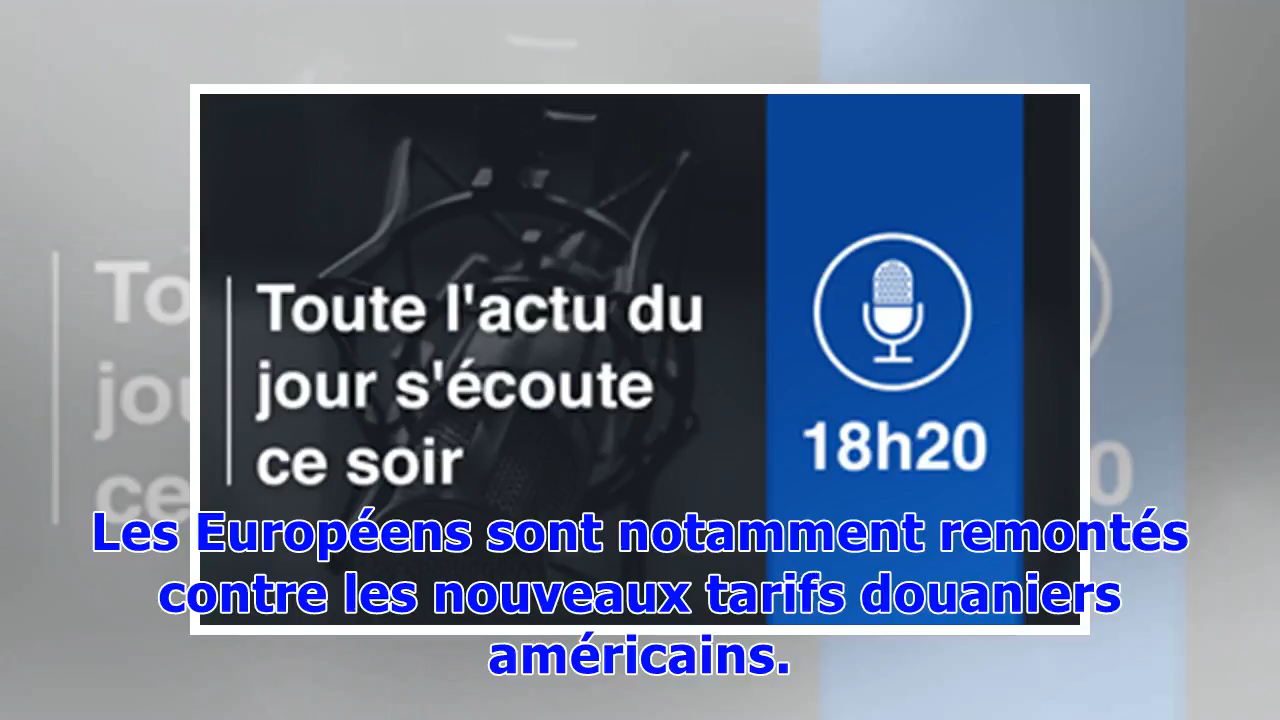 Toute l'actu du
jour s'écoute
ce soir
18h20
Les Européens sont notamment remontés
contre les nouveaux tarifs douaniers
américains.